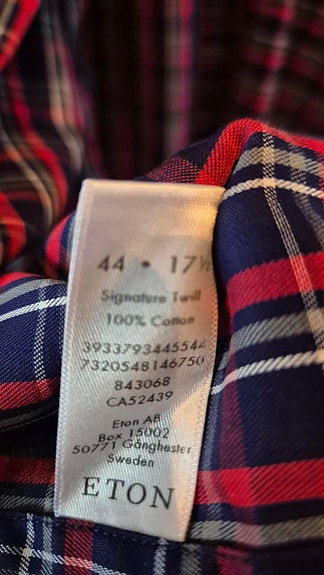 44 • 17½
Signature Twill
100% Cotton
3933793445544
7320548146750
843068
CA52439
Eton AB
Box 15002
50771 Gånghester
Sweden
ETON